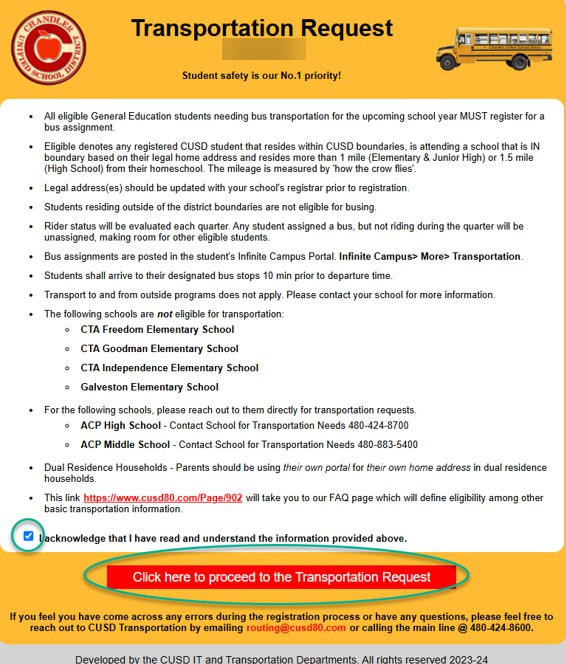 CHANDLER
UNIFIED SCHOOL DISTRICT
C
Transportation Request
Student safety is our No.1 priority!
• All eligible General Education students needing bus transportation for the upcoming school year MUST register for a
bus assignment.
• Eligible denotes any registered CUSD student that resides within CUSD boundaries, is attending a school that is IN
boundary based on their legal home address and resides more than 1 mile (Elementary & Junior High) or 1.5 mile
(High School) from their homeschool. The mileage is measured by 'how the crow flies'.
• Legal address(es) should be updated with your school's registrar prior to registration.
• Students residing outside of the district boundaries are not eligible for busing.
• Rider status will be evaluated each quarter. Any student assigned a bus, but not riding during the quarter will be
unassigned, making room for other eligible students.
• Bus assignments are posted in the student's Infinite Campus Portal. Infinite Campus> More> Transportation.
• Students shall arrive to their designated bus stops 10 min prior to departure time.
• Transport to and from outside programs does not apply. Please contact your school for more information.
• The following schools are not eligible for transportation:
CTA Freedom Elementary School
CTA Goodman Elementary School
CTA Independence Elementary School
Galveston Elementary School
• For the following schools, please reach out to them directly for transportation requests.
ACP High School - Contact School for Transportation Needs 480-424-8700
ACP Middle School - Contact School for Transportation Needs 480-883-5400
• Dual Residence Households - Parents should be using their own portal for their own home address in dual residence
households.
• This link https://www.cusd80.com/Page/902 will take you to our FAQ page which will define eligibility among other
basic transportation information.
I acknowledge that I have read and understand the information provided above.
Click here to proceed to the Transportation Request
If you feel you have come across any errors during the registration process or have any questions, please feel free to
reach out to CUSD Transportation by emailing routing@cusd80.com or calling the main line @ 480-424-8600.
Developed by the CUSD IT and Transportation Departments. All rights reserved 2023-24